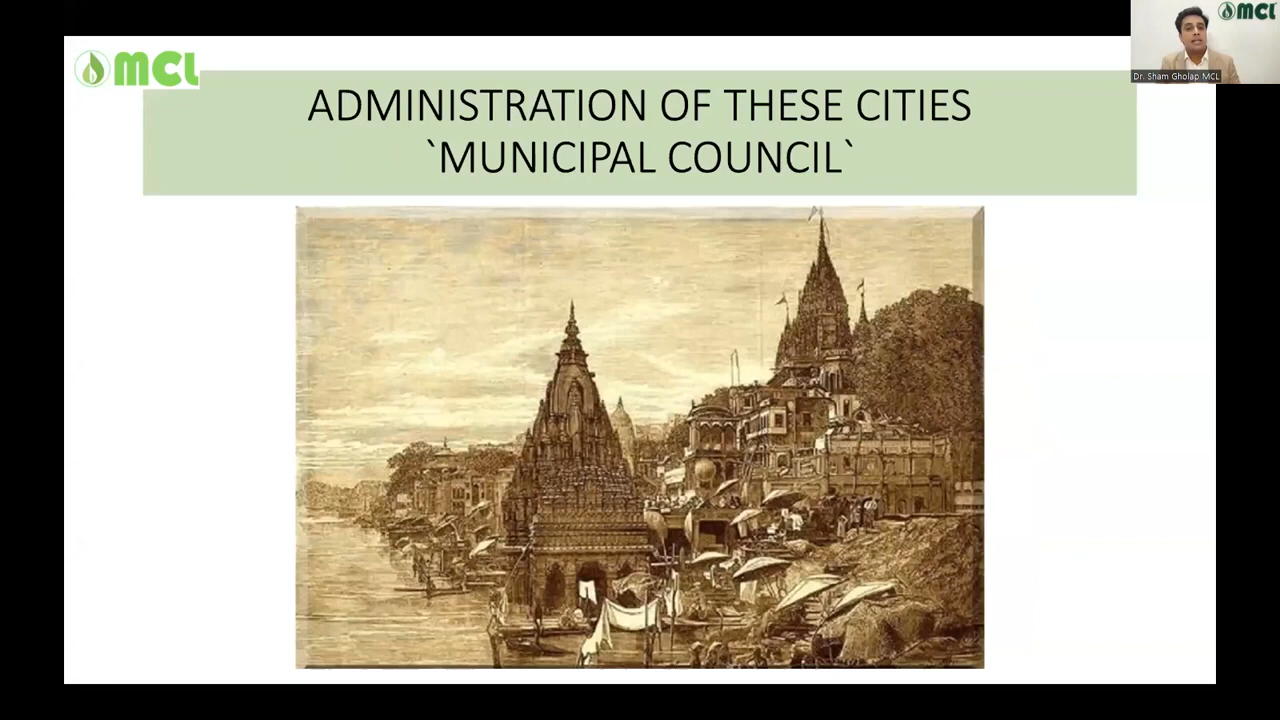 MCL
MCL
ADMINISTRATION OF THESE CITIES
`MUNICIPAL COUNCIL`
Dr. Sham Gholap MCL